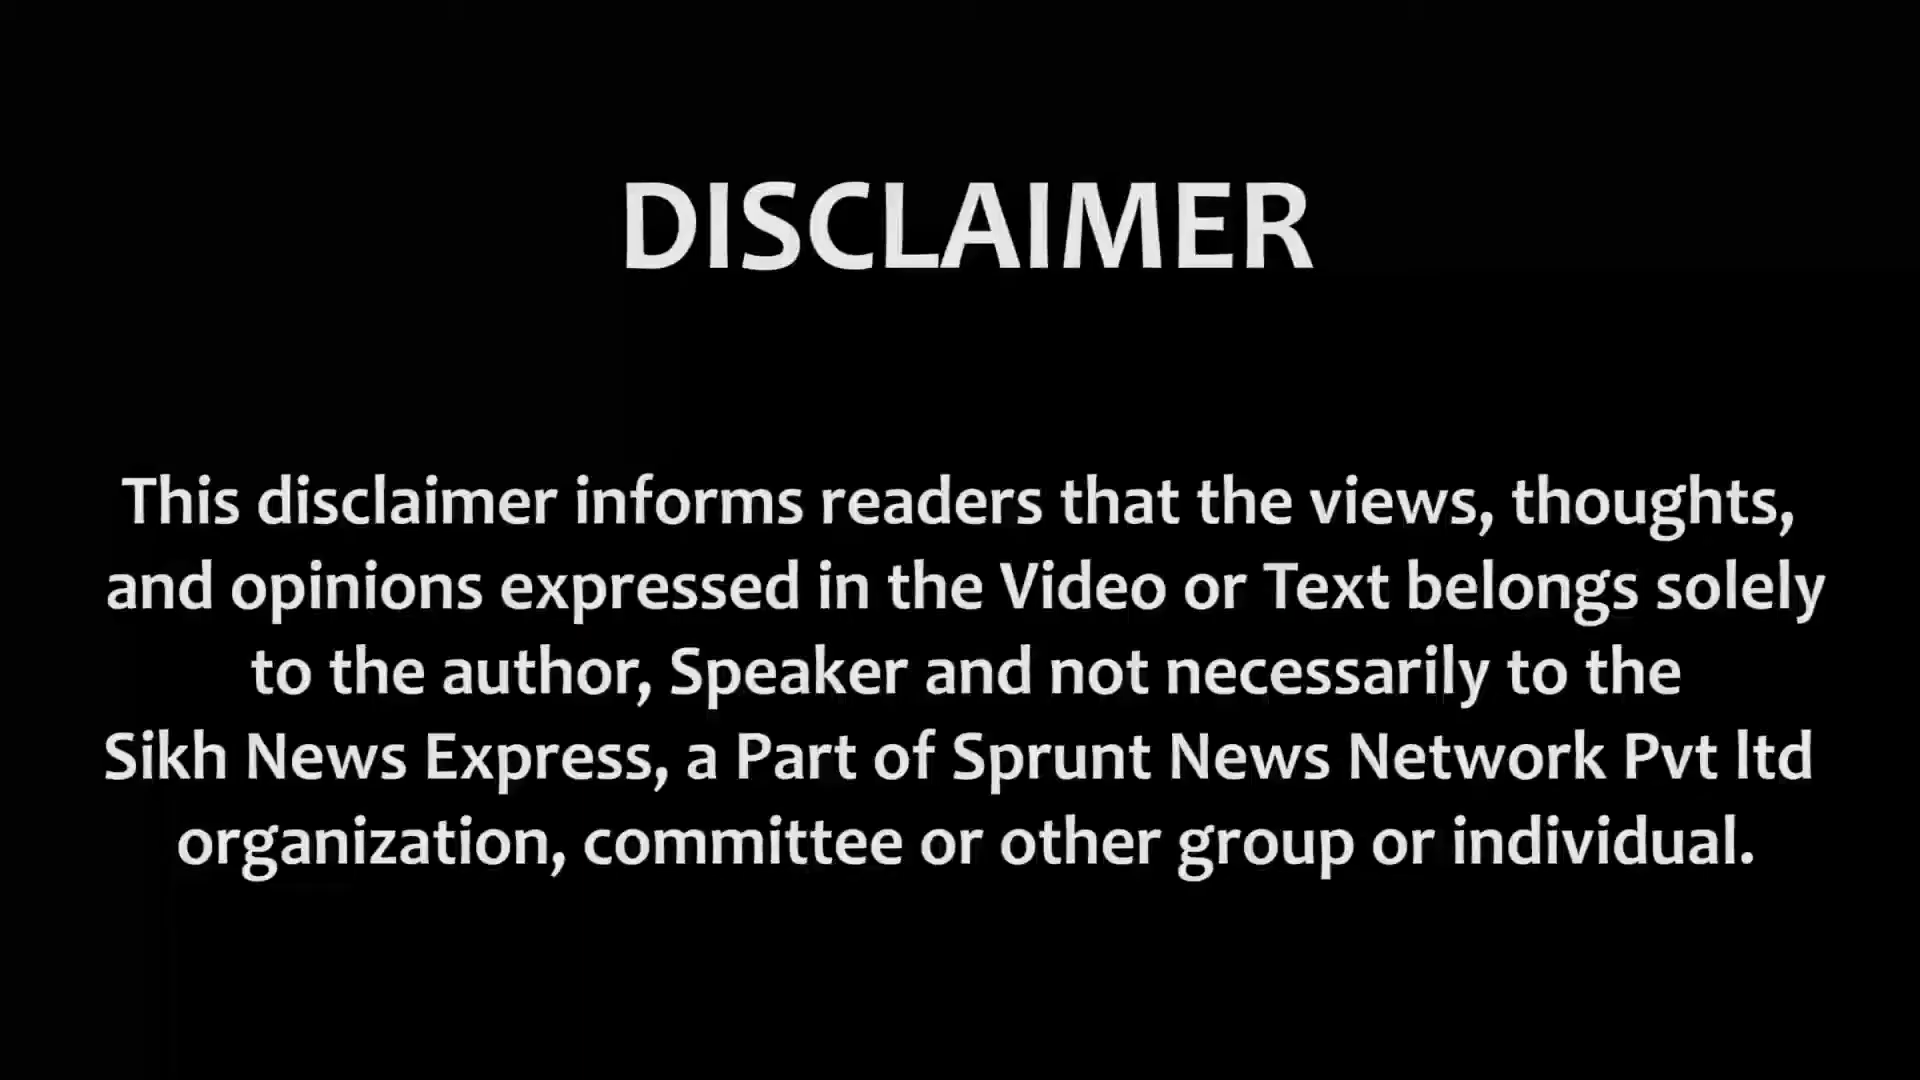 DISCLAIMER
This disclaimer informs readers that the views, thoughts,
and opinions expressed in the Video or Text belongs solely
to the author, Speaker and not necessarily to the
Sikh News Express, a Part of Sprunt News Network Pvt ltd
organization, committee or other group or individual.